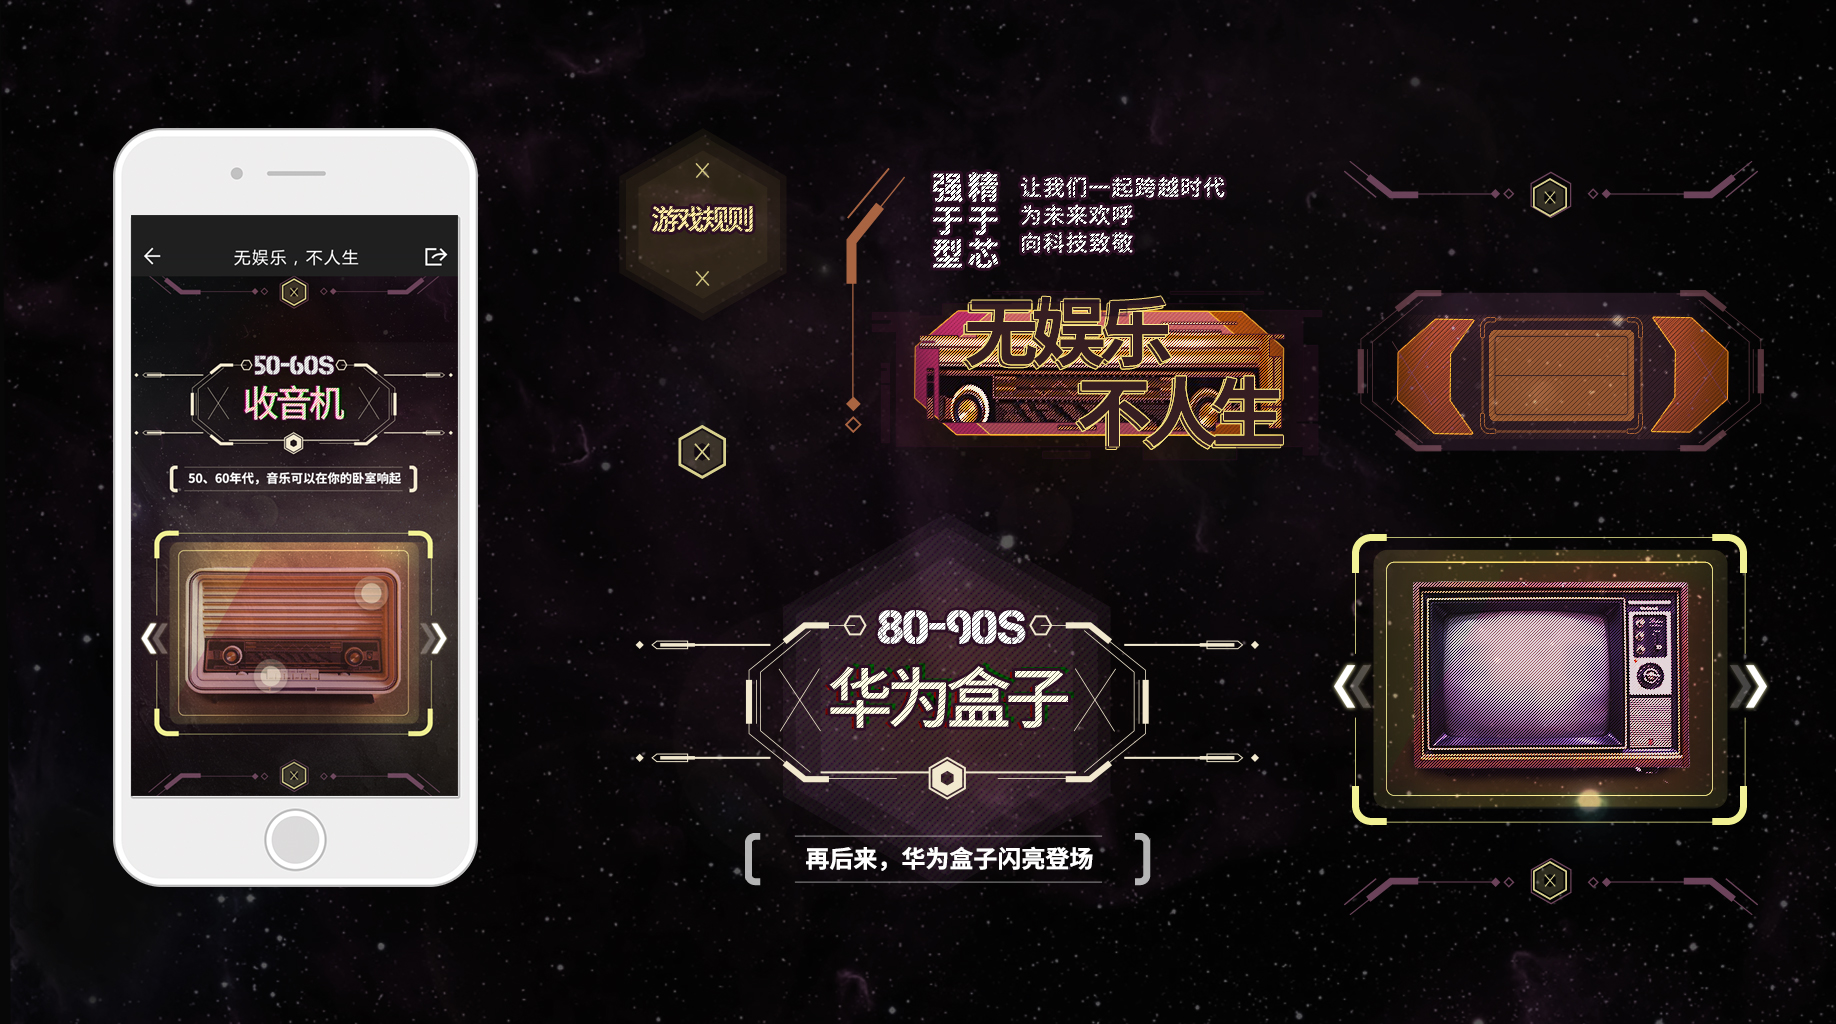 无娱乐，不人生
50-60S
收音机
50、60年代，音乐可以在你的卧室响起
游戏规则
精于芯
强于型
让我们一起跨越时代
为未来欢呼
向科技致敬
无娱乐
不人生
80-90S
华为盒子
再后来，华为盒子闪亮登场